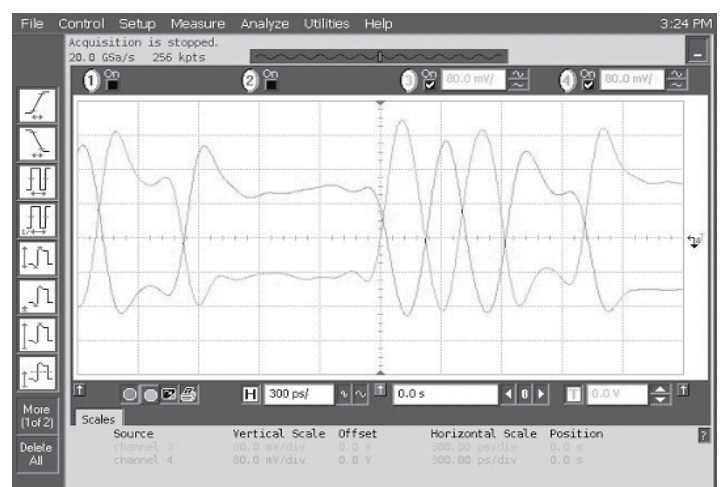 File Control Setup Measure Analyze Utilities Help 3:24 PM
Acquisition is stopped.
20.0 GSa/s 256 kpts
1 On 2 On 3 On 80.0 mV/ 4 On 80.0 mV/
More
(1of 2)
Delete
All
H 300 ps/ 0.0 s 0 T 0.0 V
Scales
Source Vertical Scale Offset Horizontal Scale Position
channel 3 80.0 mV/div 0.0 V 300.00 ps/div 0.0 s
channel 4 80.0 mV/div 0.0 V 300.00 ps/div 0.0 s
?